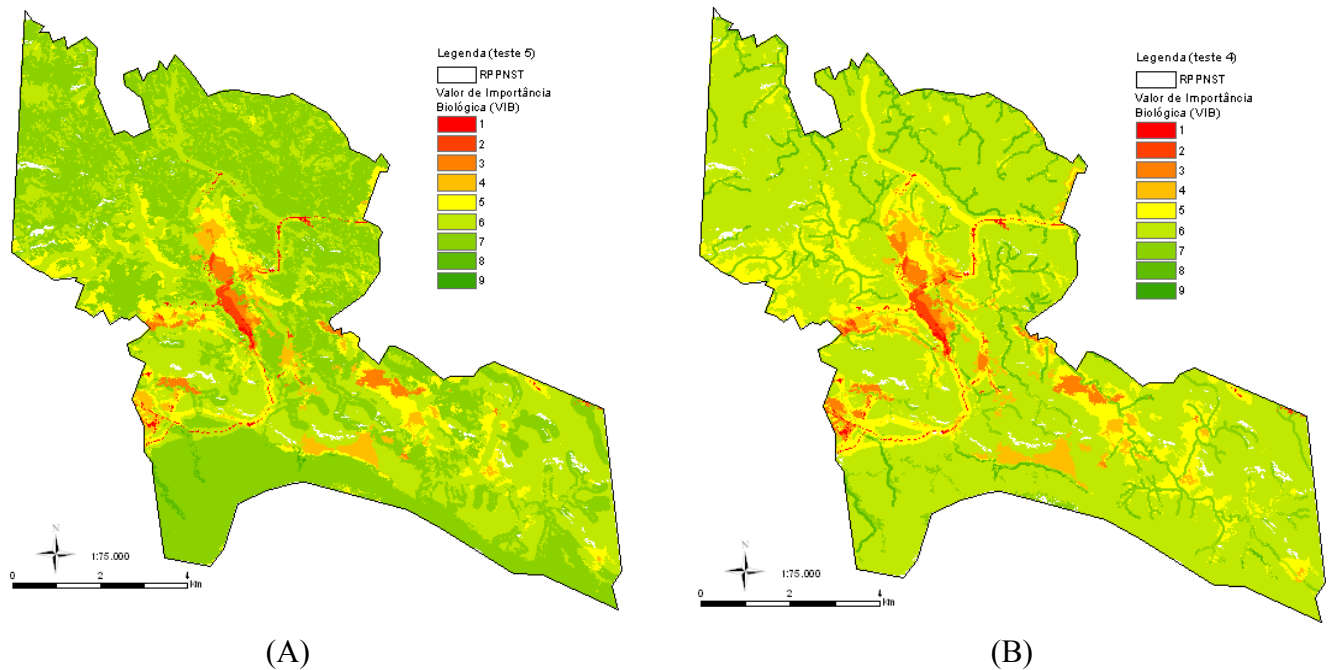 Legenda (teste 5)
RPPNST
Valor de Importância
Biológica (VIB)
1
2
3
4
5
6
7
8
9
N
1:75.000
0 2 4
km
(A)
Legenda (teste 4)
RPPNST
Valor de Importância
Biológica (VIB)
1
2
3
4
5
6
7
8
9
N
1:75.000
0 2 4
km
(B)